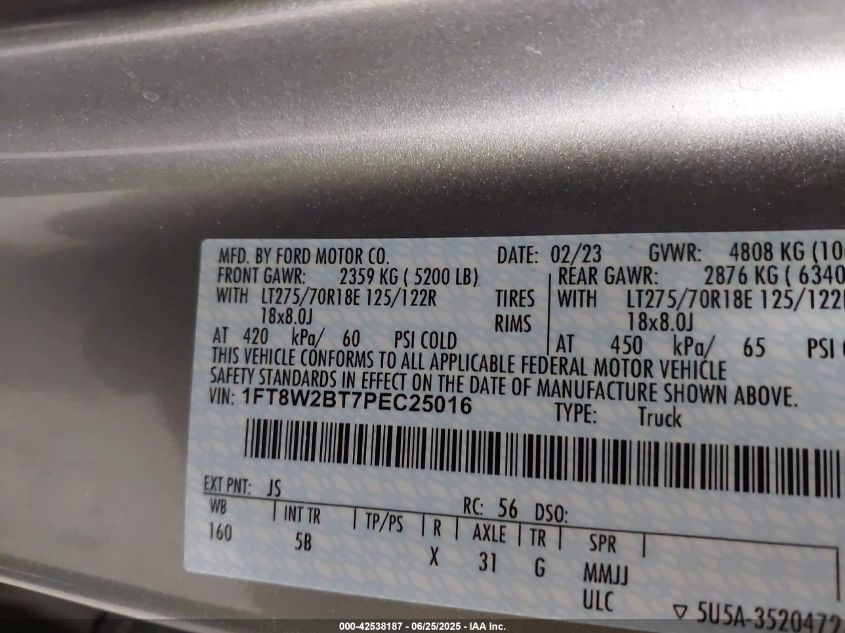 MFD. BY FORD MOTOR CO. DATE: 02/23 GVWR: 4808 KG (10
FRONT GAWR: 2359 KG ( 5200 LB) REAR GAWR: 2876 KG ( 6340
WITH LT275/70R18E 125/122R TIRES WITH LT275/70R18E 125/122
18x8.0J RIMS 18x8.0J
AT 420 kPa/ 60 PSI COLD AT 450 kPa/ 65 PSI
THIS VEHICLE CONFORMS TO ALL APPLICABLE FEDERAL MOTOR VEHICLE
SAFETY STANDARDS IN EFFECT ON THE DATE OF MANUFACTURE SHOWN ABOVE.
VIN: 1FT8W2BT7PEC25016 TYPE: Truck
EXT PNT: JS RC: 56 DSO:
WB INT TR TP/PS R AXLE TR SPR
160 5B X 31 G MMJJ
ULC
▽ 5U5A-3520472
000-42538187 - 06/25/2025 - IAA Inc.